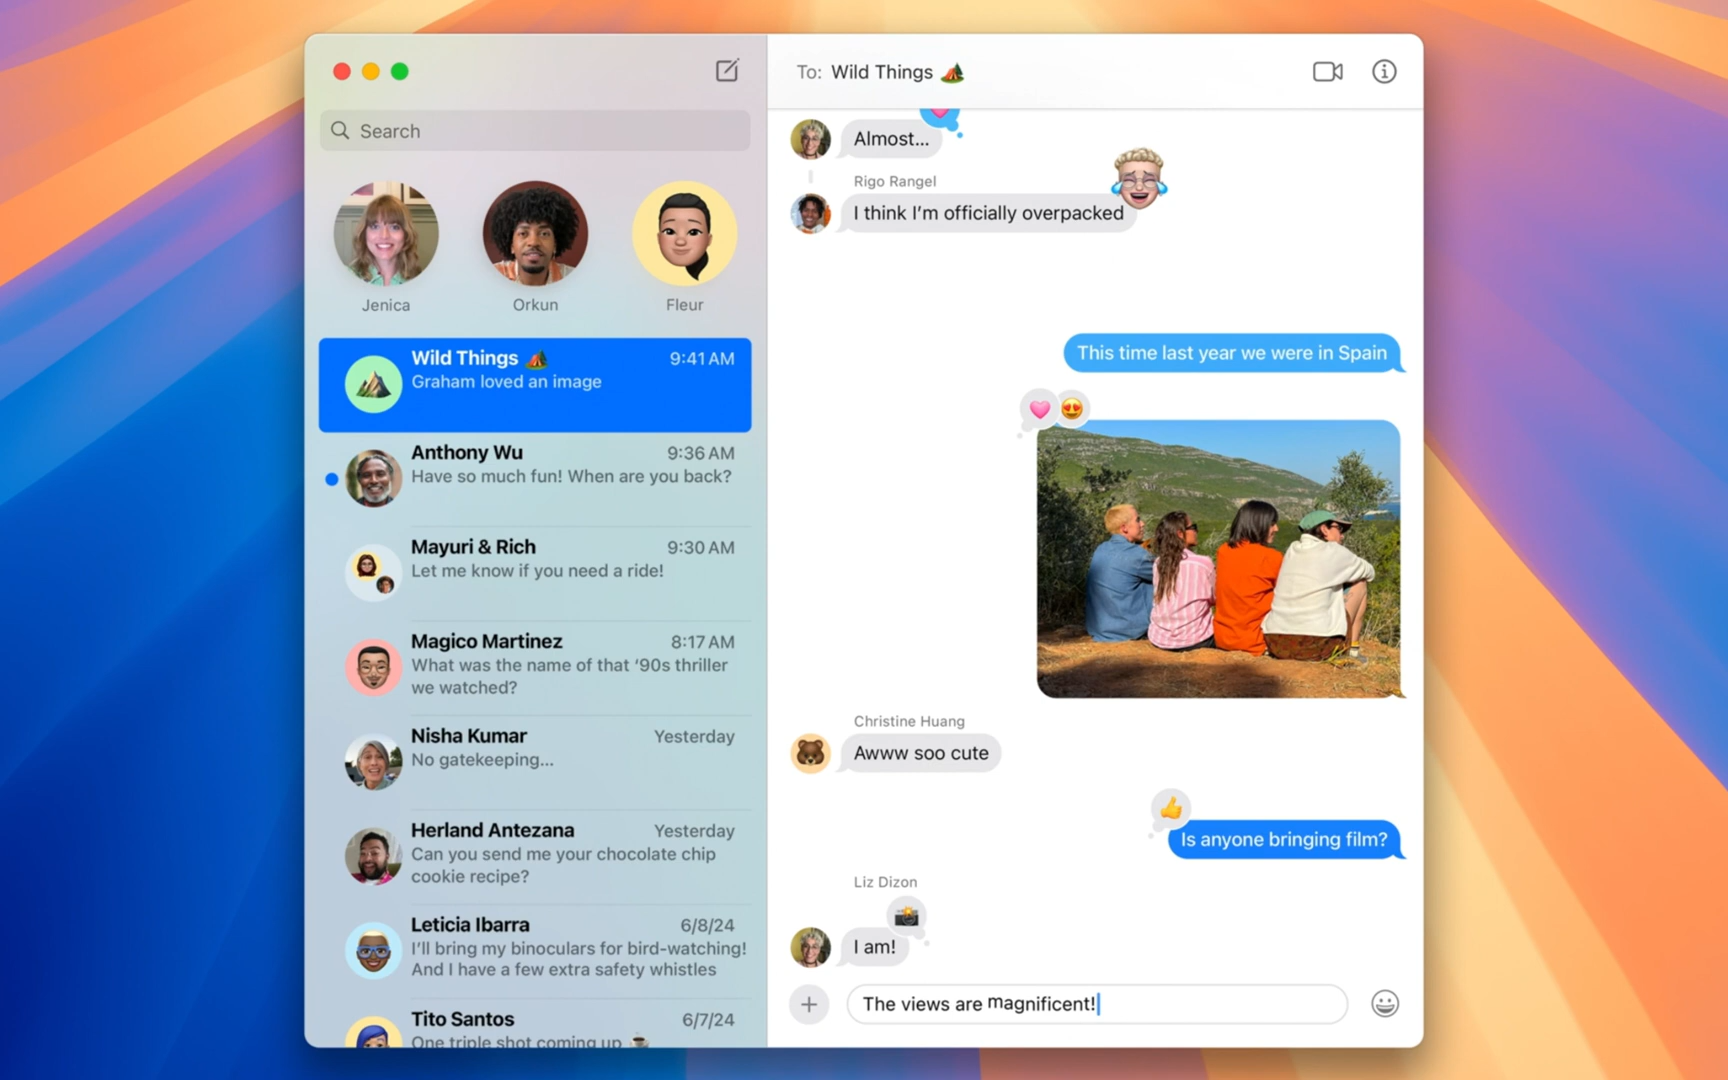 Search
Jenica
Orkun
Fleur
Wild Things 🏕️
9:41 AM
Graham loved an image
Anthony Wu
9:36 AM
Have so much fun! When are you back?
Mayuri & Rich
9:30 AM
Let me know if you need a ride!
Magico Martinez
8:17 AM
What was the name of that ‘90s thriller
we watched?
Nisha Kumar
Yesterday
No gatekeeping...
Herland Antezana
Yesterday
Can you send me your chocolate chip
cookie recipe?
Leticia Ibarra
6/8/24
I’ll bring my binoculars for bird-watching!
And I have a few extra safety whistles
Tito Santos
6/7/24
One triple shot coming up ☕
To: Wild Things 🏕️
Almost...
Rigo Rangel
I think I’m officially overpacked
This time last year we were in Spain
Christine Huang
Awww soo cute
Is anyone bringing film?
Liz Dizon
I am!
The views are magnificent!